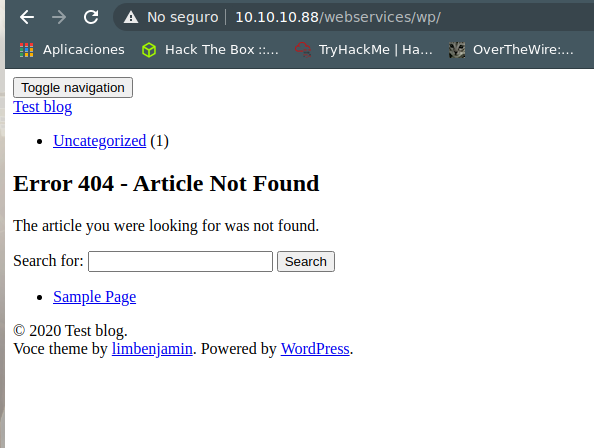 No seguro 10.10.10.88/webservices/wp/
Aplicaciones Hack The Box ::... TryHackMe | Ha... OverTheWire:...
Toggle navigation
Test blog
Uncategorized (1)
Error 404 - Article Not Found
The article you were looking for was not found.
Search for: Search
Sample Page
© 2020 Test blog.
Voce theme by limbenjamin. Powered by WordPress.